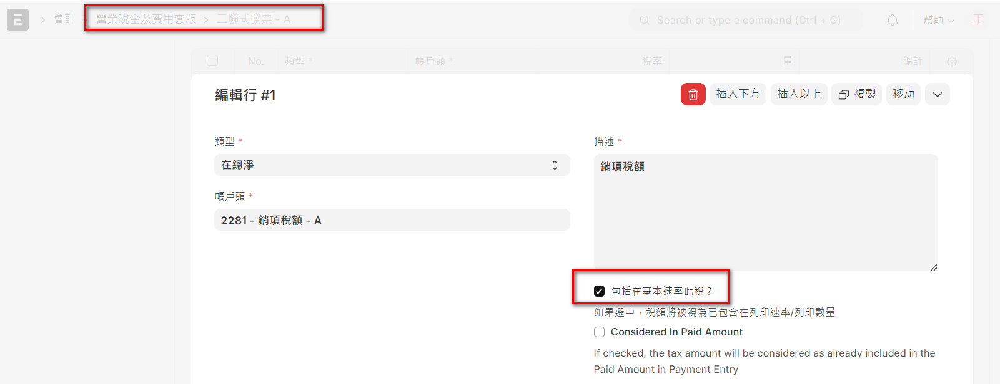 E
會計
營業稅金及費用套版 > 二聯式發票 - A
Search or type a command (Ctrl + G)
幫助
王
No.
類型 *
帳戶頭 *
稅率
量
總計
編輯行 #1
插入下方
插入以上
複製
移动
類型 *
在總淨
帳戶頭 *
2281 - 銷項稅額 - A
描述 *
銷項稅額
包括在基本速率此稅？
如果選中，稅額將被視為已包含在列印速率/列印數量
Considered In Paid Amount
If checked, the tax amount will be considered as already included in the
Paid Amount in Payment Entry